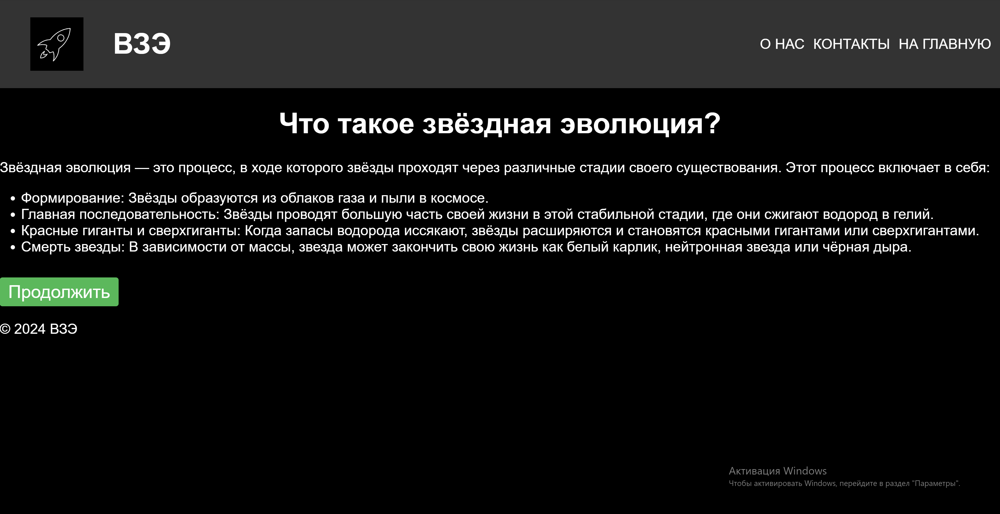 ВЗЭ
О НАС КОНТАКТЫ НА ГЛАВНУЮ
Что такое звёздная эволюция?
Звёздная эволюция — это процесс, в ходе которого звёзды проходят через различные стадии своего существования. Этот процесс включает в себя:
• Формирование: Звёзды образуются из облаков газа и пыли в космосе.
• Главная последовательность: Звёзды проводят большую часть своей жизни в этой стабильной стадии, где они сжигают водород в гелий.
• Красные гиганты и сверхгиганты: Когда запасы водорода иссякают, звёзды расширяются и становятся красными гигантами или сверхгигантами.
• Смерть звезды: В зависимости от массы, звезда может закончить свою жизнь как белый карлик, нейтронная звезда или чёрная дыра.
Продолжить
© 2024 ВЗЭ
Активация Windows
Чтобы активировать Windows, перейдите в раздел "Параметры".